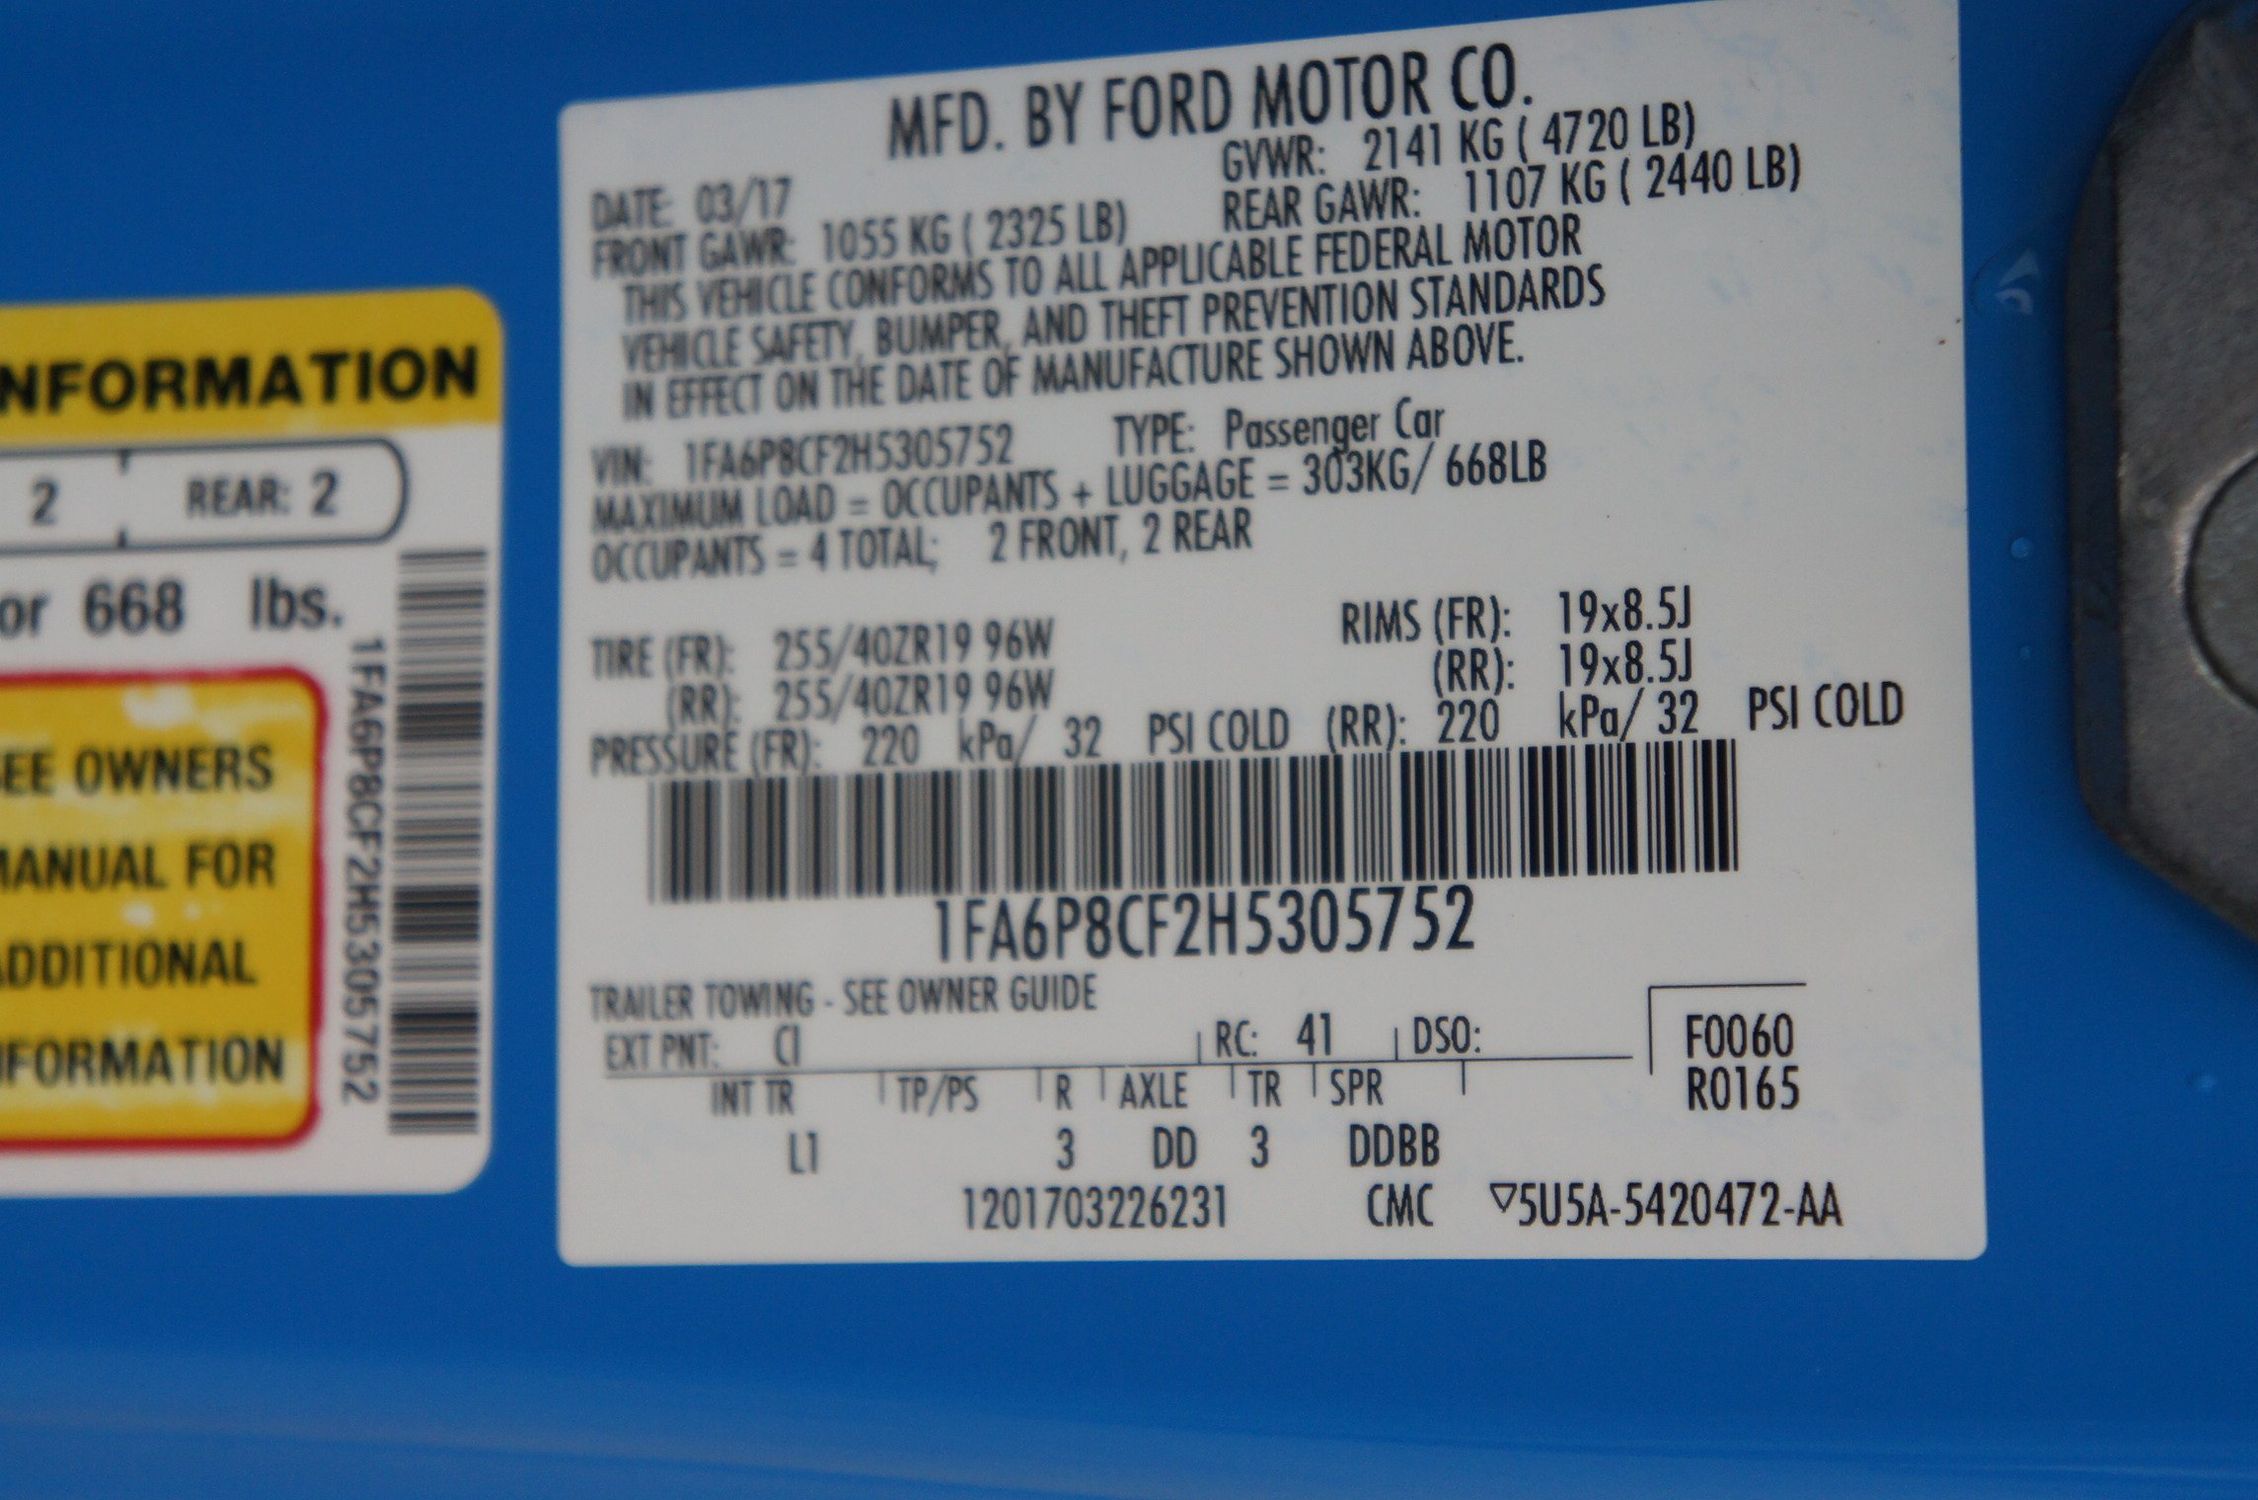 NFORMATION
2 REAR: 2
or 668 lbs.
1FA6P8CF2H5305752
EE OWNERS
MANUAL FOR
ADDITIONAL
NFORMATION
MFD. BY FORD MOTOR CO.
DATE: 03/17 GVWR: 2141 KG ( 4720 LB)
FRONT GAWR: 1055 KG ( 2325 LB) REAR GAWR: 1107 KG ( 2440 LB)
THIS VEHICLE CONFORMS TO ALL APPLICABLE FEDERAL MOTOR
VEHICLE SAFETY, BUMPER, AND THEFT PREVENTION STANDARDS
IN EFFECT ON THE DATE OF MANUFACTURE SHOWN ABOVE.
VIN: 1FA6P8CF2H5305752 TYPE: Passenger Car
MAXIMUM LOAD = OCCUPANTS + LUGGAGE = 303KG/ 668LB
OCCUPANTS = 4 TOTAL; 2 FRONT, 2 REAR
TIRE (FR): 255/40ZR19 96W RIMS (FR): 19x8.5J
(RR): 255/40ZR19 96W (RR): 19x8.5J
PRESSURE (FR): 220 kPa/ 32 PSI COLD (RR): 220 kPa/ 32 PSI COLD
1FA6P8CF2H5305752
TRAILER TOWING - SEE OWNER GUIDE
EXT PNT: CI RC: 41 DSO: F0060
INT TR TP/PS R AXLE TR SPR R0165
L1 3 DD 3 DDBB
1201703226231 CMC ▽5U5A-5420472-AA